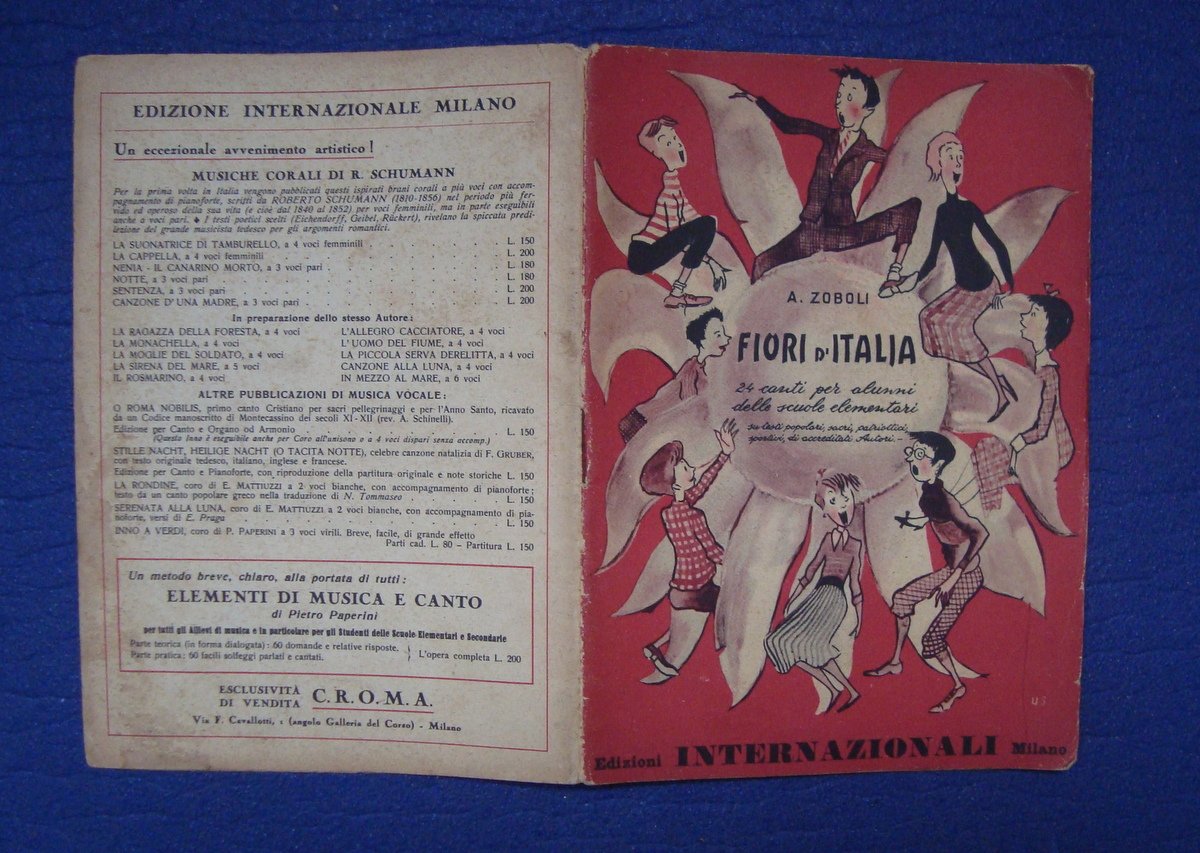 EDIZIONE INTERNAZIONALE MILANO
Un eccezionale avvenimento artistico!
MUSICHE CORALI DI R. SCHUMANN
Per la prima volta in Italia vengono pubblicati questi ispirati brani corali a più voci con accom-
pagnamento di pianoforte, scritti da ROBERTO SCHUMANN (1810-1856) nel periodo più fer-
vido ed operoso della sua vita (e cioè dal 1840 al 1852) per voci femminili, ma in parte eseguibili
anche a voci pari. I testi poetici scelti (Eichendorff, Geibel, Rückert), rivelano la spiccata predi-
lezione del grande musicista tedesco per gli argomenti romantici.
LA SUONATRICE DI TAMBURELLO, a 4 voci femminili . . . . . L. 150
LA CAPPELLA, a 4 voci femminili . . . . . L. 200
NENIA - IL CANARINO MORTO, a 3 voci pari . . . . . L. 180
NOTTE, a 3 voci pari . . . . . L. 180
SENTENZA, a 3 voci pari . . . . . L. 200
CANZONE D'UNA MADRE, a 3 voci pari . . . . . L. 200
In preparazione dello stesso Autore:
LA RAGAZZA DELLA FORESTA, a 4 voci L'ALLEGRO CACCIATORE, a 4 voci
LA MONACHELLA, a 4 voci L'UOMO DEL FIUME, a 4 voci
LA MOGLIE DEL SOLDATO, a 4 voci LA PICCOLA SERVA DERELITTA, a 4 voci
LA SIRENA DEL MARE, a 5 voci CANZONE ALLA LUNA, a 4 voci
IL ROSMARINO, a 4 voci IN MEZZO AL MARE, a 6 voci
ALTRE PUBBLICAZIONI DI MUSICA VOCALE:
O ROMA NOBILIS, primo canto Cristiano per sacri pellegrinaggi e per l'Anno Santo, ricavato
da un Codice manoscritto di Montecassino dei secoli XI-XII (rev. A. Schinelli).
Edizione per Canto e Organo od Armonio . . . . . L. 150
(Questo Inno è eseguibile anche per Coro all'unisono o a 4 voci dispari senza accomp.)
STILLE NACHT, HEILIGE NACHT (O TACITA NOTTE), celebre canzone natalizia di F. GRUBER,
con testo originale tedesco, italiano, inglese e francese.
Edizione per Canto e Pianoforte, con riproduzione della partitura originale e note storiche L. 150
LA RONDINE, coro di E. MATTIUZZI a 2 voci bianche, con accompagnamento di pianoforte;
testo da un canto popolare greco nella traduzione di N. Tommaseo . . . . . L. 150
SERENATA ALLA LUNA, coro di E. MATTIUZZI a 2 voci bianche, con accompagnamento di pia-
noforte, versi di E. Praga . . . . . L. 150
INNO A VERDI, coro di P. PAPERINI a 3 voci virili. Breve, facile, di grande effetto
Parti cad. L. 80 - Partitura L. 150
Un metodo breve, chiaro, alla portata di tutti:
ELEMENTI DI MUSICA E CANTO
di Pietro Paperini
per tutti gli Allievi di musica e in particolare per gli Studenti delle Scuole Elementari e Secondarie
Parte teorica (in forma dialogata): 60 domande e relative risposte.
Parte pratica: 60 facili solfeggi parlati e cantati.
L'opera completa L. 200
ESCLUSIVITÀ
DI VENDITA C.R.O.M.A.
Via F. Cavallotti, 1 (angolo Galleria del Corso) - Milano
A. ZOBOLI
FIORI D'ITALIA
24 canti per alunni
delle scuole elementari
su testi popolari, sacri, patriottici,
sportivi, di accreditati Autori.-
Edizioni INTERNAZIONALI Milano